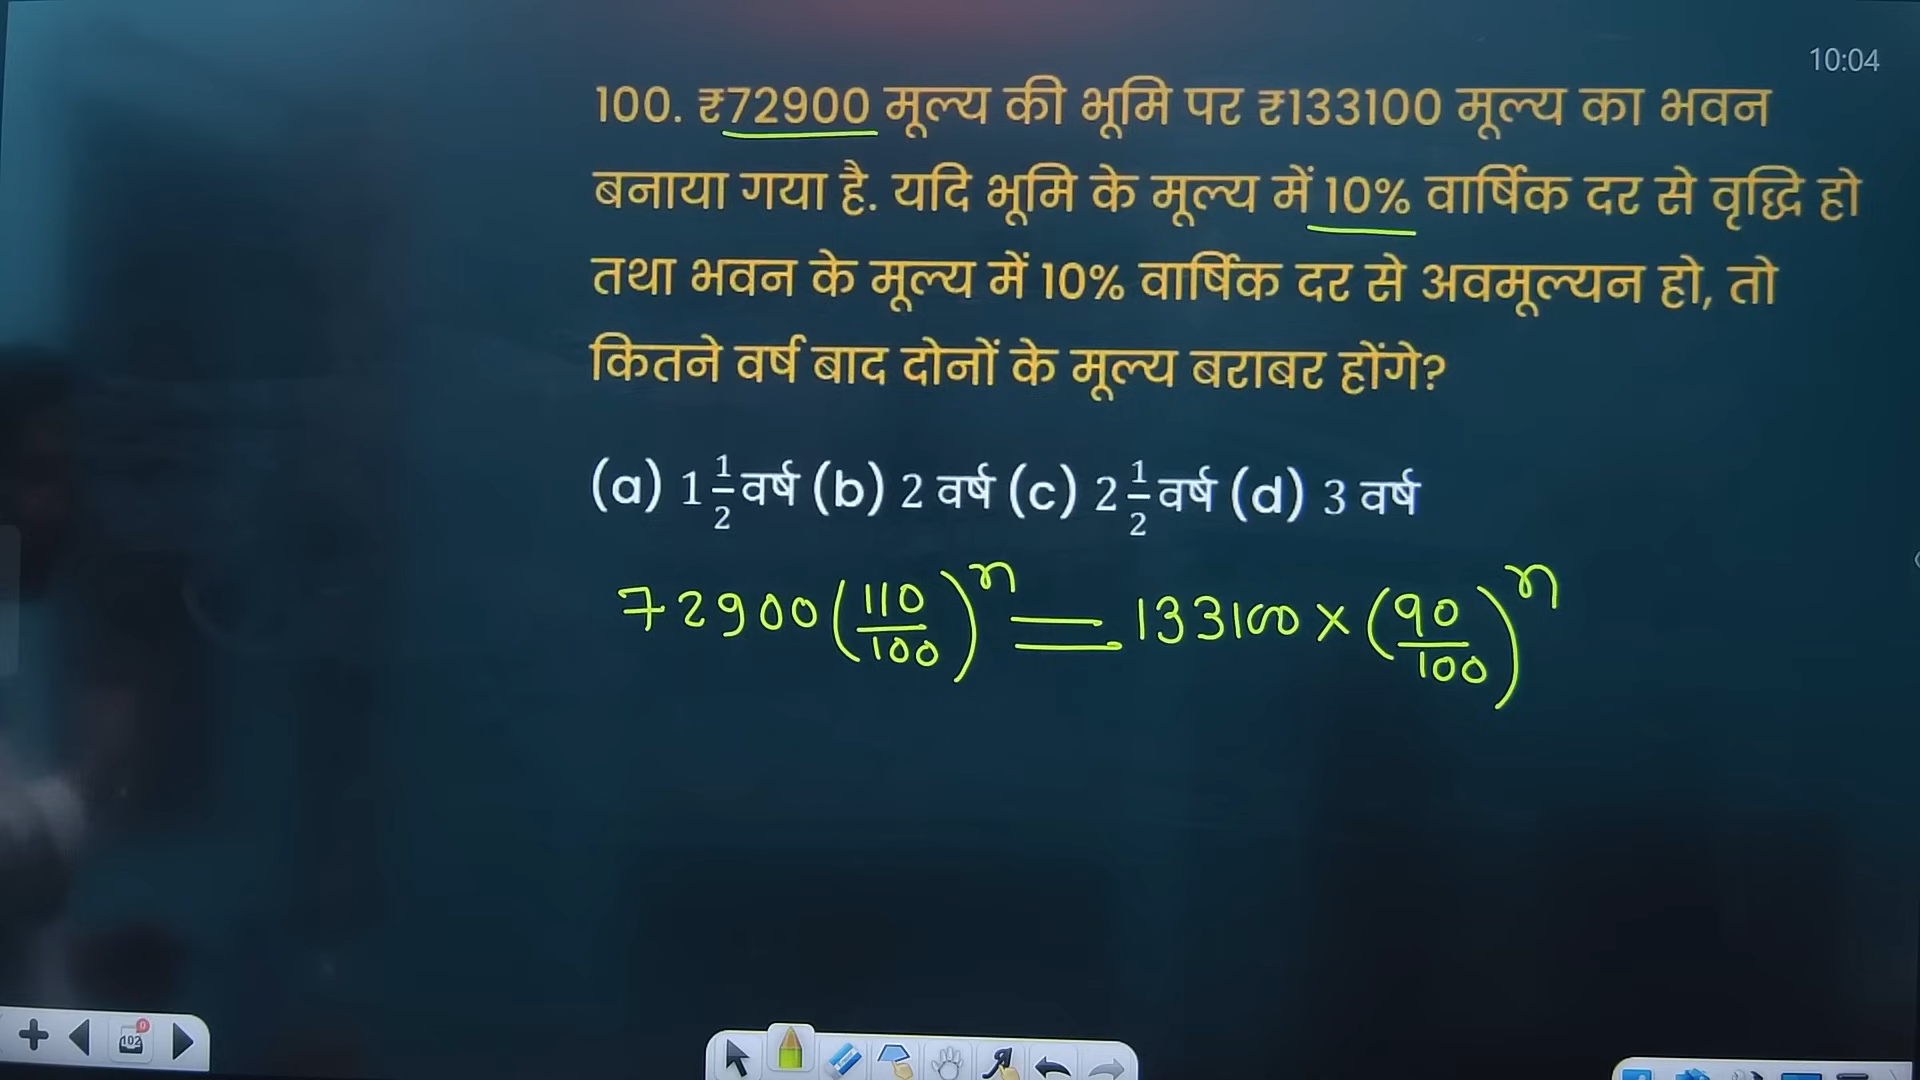 10:04
100. ₹72900 मूल्य की भूमि पर ₹133100 मूल्य का भवन
बनाया गया है. यदि भूमि के मूल्य में 10% वार्षिक दर से वृद्धि हो
तथा भवन के मूल्य में 10% वार्षिक दर से अवमूल्यन हो, तो
कितने वर्ष बाद दोनों के मूल्य बराबर होंगे?
(a) 1 1/2 वर्ष (b) 2 वर्ष (c) 2 1/2 वर्ष (d) 3 वर्ष
72900 (110/100)^n = 133100 × (90/100)^n
102 0